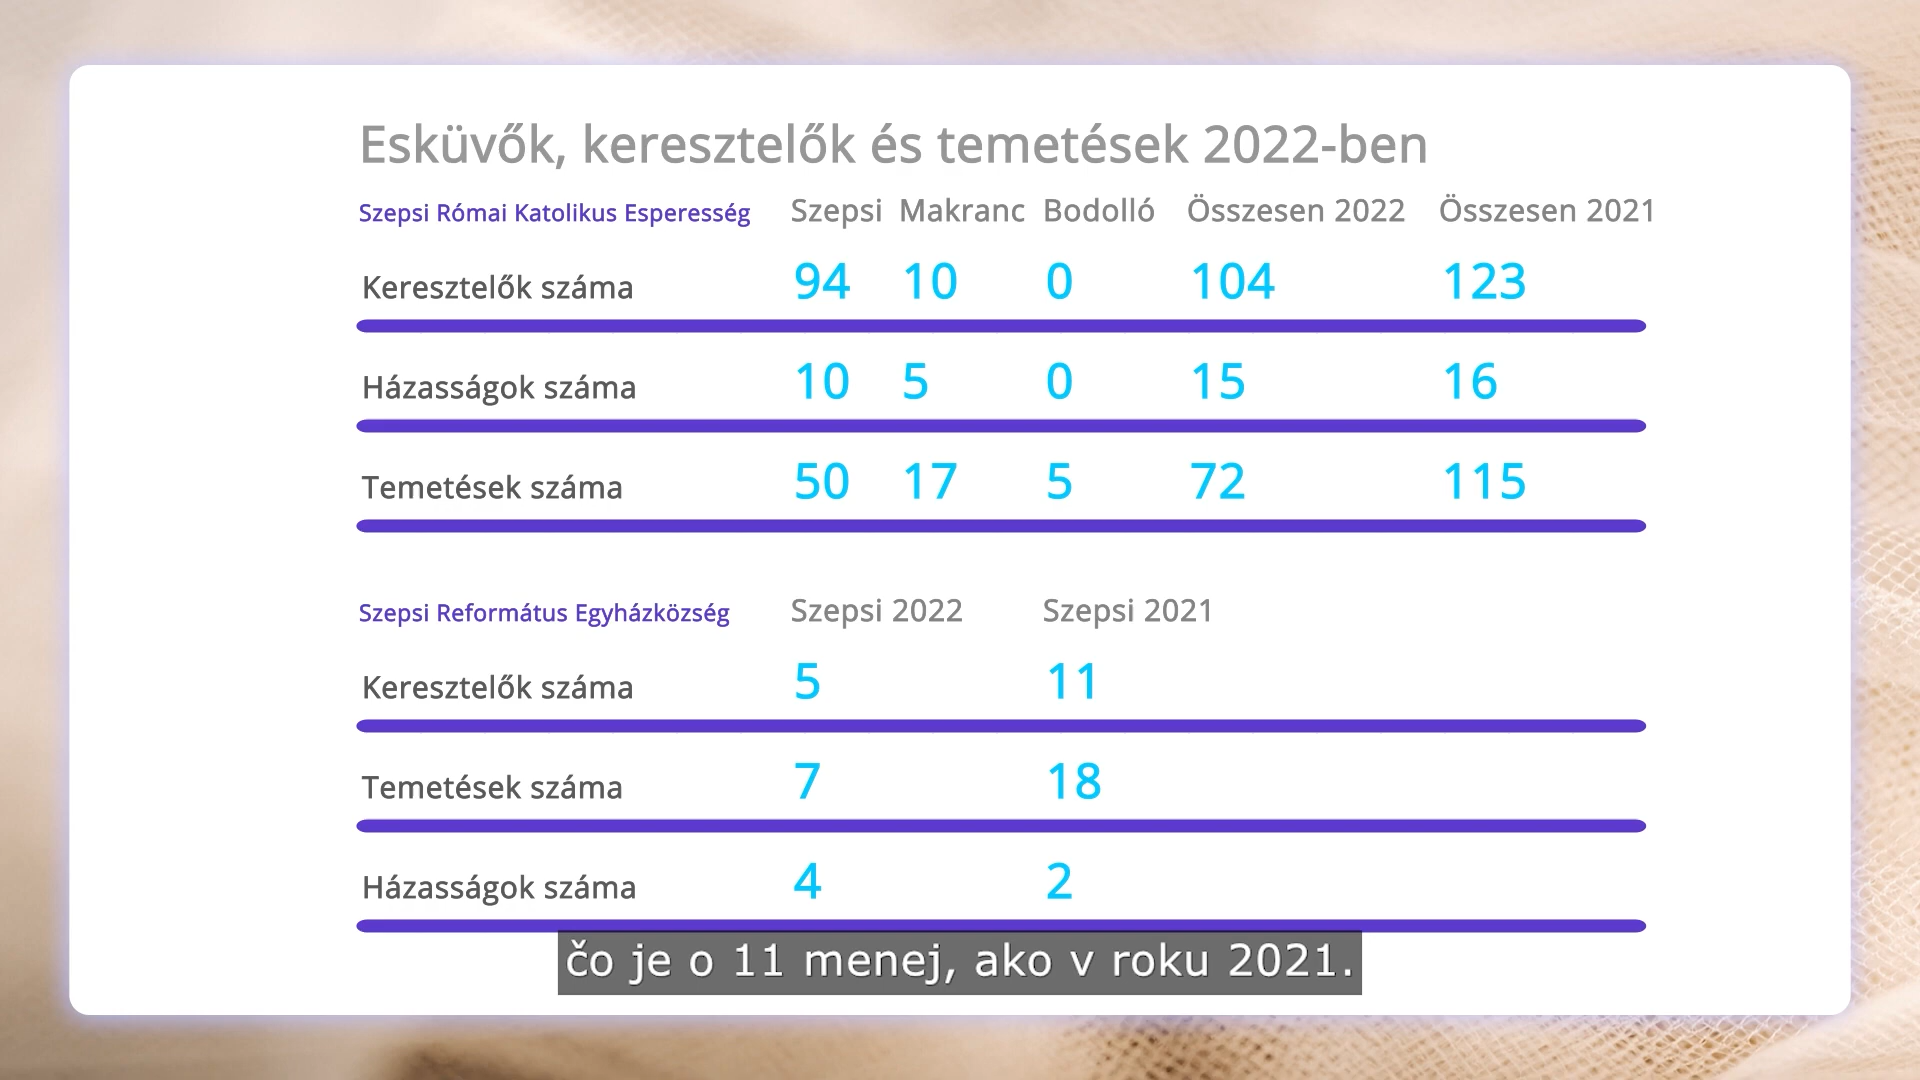 Esküvők, keresztelők és temetések 2022-ben
Szepsi Római Katolikus Esperesség Szepsi Makranc Bodolló Összesen 2022 Összesen 2021
Keresztelők száma 94 10 0 104 123
Házasságok száma 10 5 0 15 16
Temetések száma 50 17 5 72 115
Szepsi Református Egyházközség Szepsi 2022 Szepsi 2021
Keresztelők száma 5 11
Temetések száma 7 18
Házasságok száma 4 2
čo je o 11 menej, ako v roku 2021.